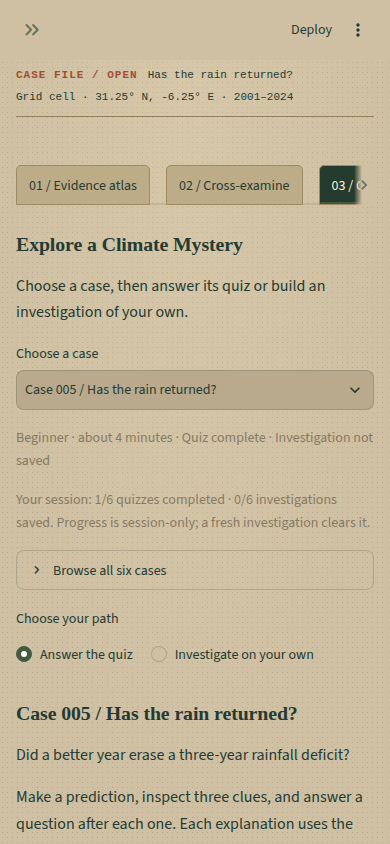 Deploy
CASE FILE / OPEN Has the rain returned?
Grid cell · 31.25° N, -6.25° E · 2001–2024
01 / Evidence atlas
02 / Cross-examine
03 /
Explore a Climate Mystery
Choose a case, then answer its quiz or build an
investigation of your own.
Choose a case
Case 005 / Has the rain returned?
Beginner · about 4 minutes · Quiz complete · Investigation not
saved
Your session: 1/6 quizzes completed · 0/6 investigations
saved. Progress is session-only; a fresh investigation clears it.
Browse all six cases
Choose your path
Answer the quiz
Investigate on your own
Case 005 / Has the rain returned?
Did a better year erase a three-year rainfall deficit?
Make a prediction, inspect three clues, and answer a
question after each one. Each explanation uses the